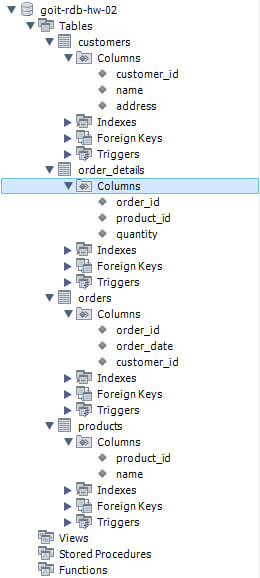 goit-rdb-hw-02
Tables
customers
Columns
customer_id
name
address
Indexes
Foreign Keys
Triggers
order_details
Columns
order_id
product_id
quantity
Indexes
Foreign Keys
Triggers
orders
Columns
order_id
order_date
customer_id
Indexes
Foreign Keys
Triggers
products
Columns
product_id
name
Indexes
Foreign Keys
Triggers
Views
Stored Procedures
Functions